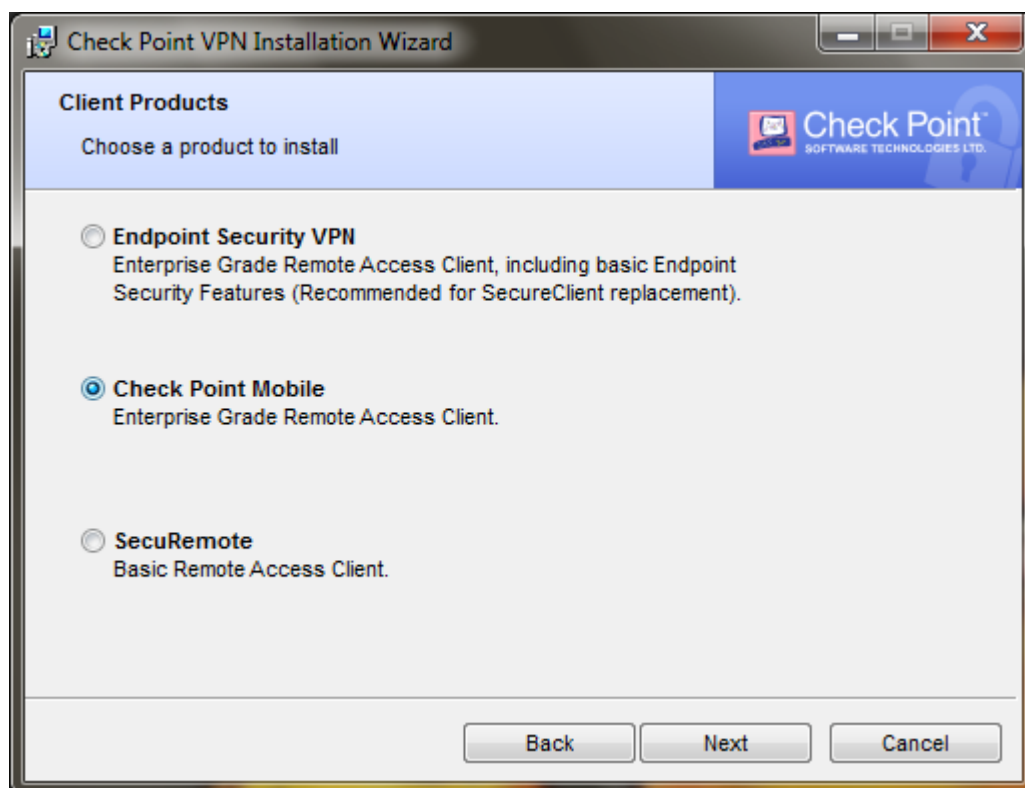 Check Point VPN Installation Wizard
Client Products
Choose a product to install
Check Point™
SOFTWARE TECHNOLOGIES LTD.
Endpoint Security VPN
Enterprise Grade Remote Access Client, including basic Endpoint
Security Features (Recommended for SecureClient replacement).
Check Point Mobile
Enterprise Grade Remote Access Client.
SecuRemote
Basic Remote Access Client.
Back
Next
Cancel